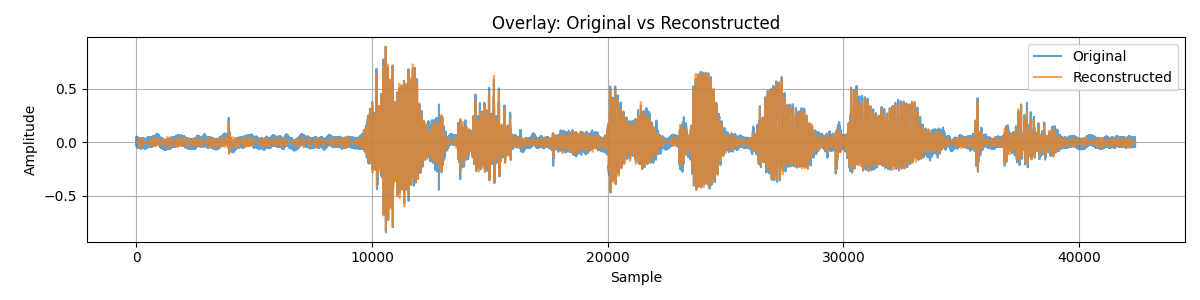 Overlay: Original vs Reconstructed
Original
Reconstructed
Amplitude
0.5
0.0
−0.5
0
10000
20000
30000
40000
Sample